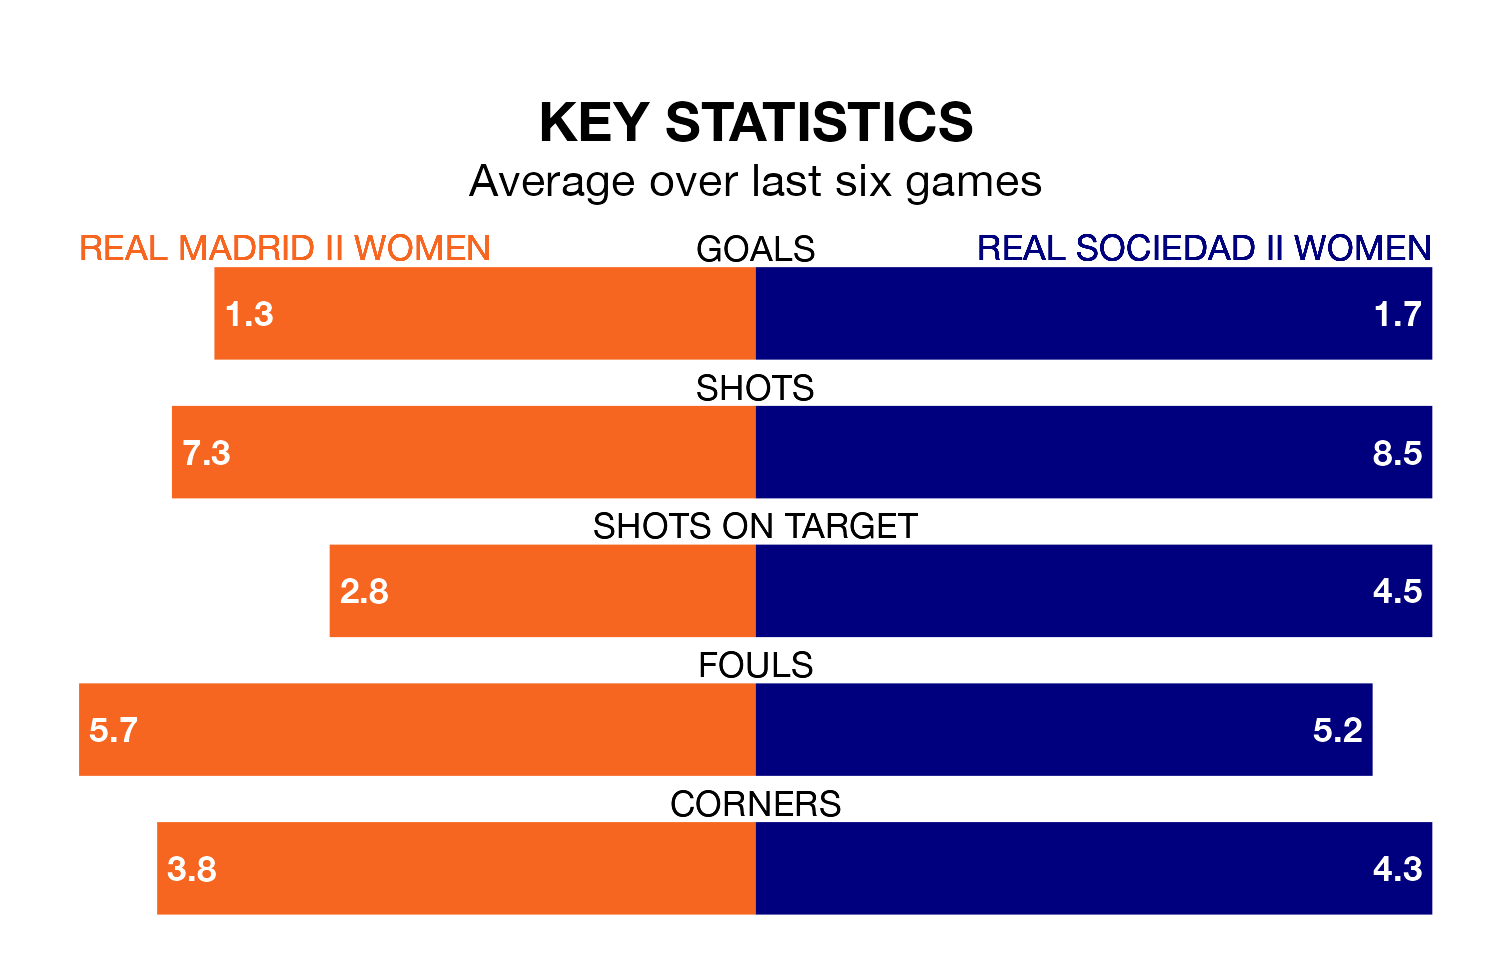 KEY STATISTICS
Average over last six games
REAL MADRID II WOMEN GOALS REAL SOCIEDAD II WOMEN
1.3 1.7
SHOTS
7.3 8.5
SHOTS ON TARGET
2.8 4.5
FOULS
5.7 5.2
CORNERS
3.8 4.3